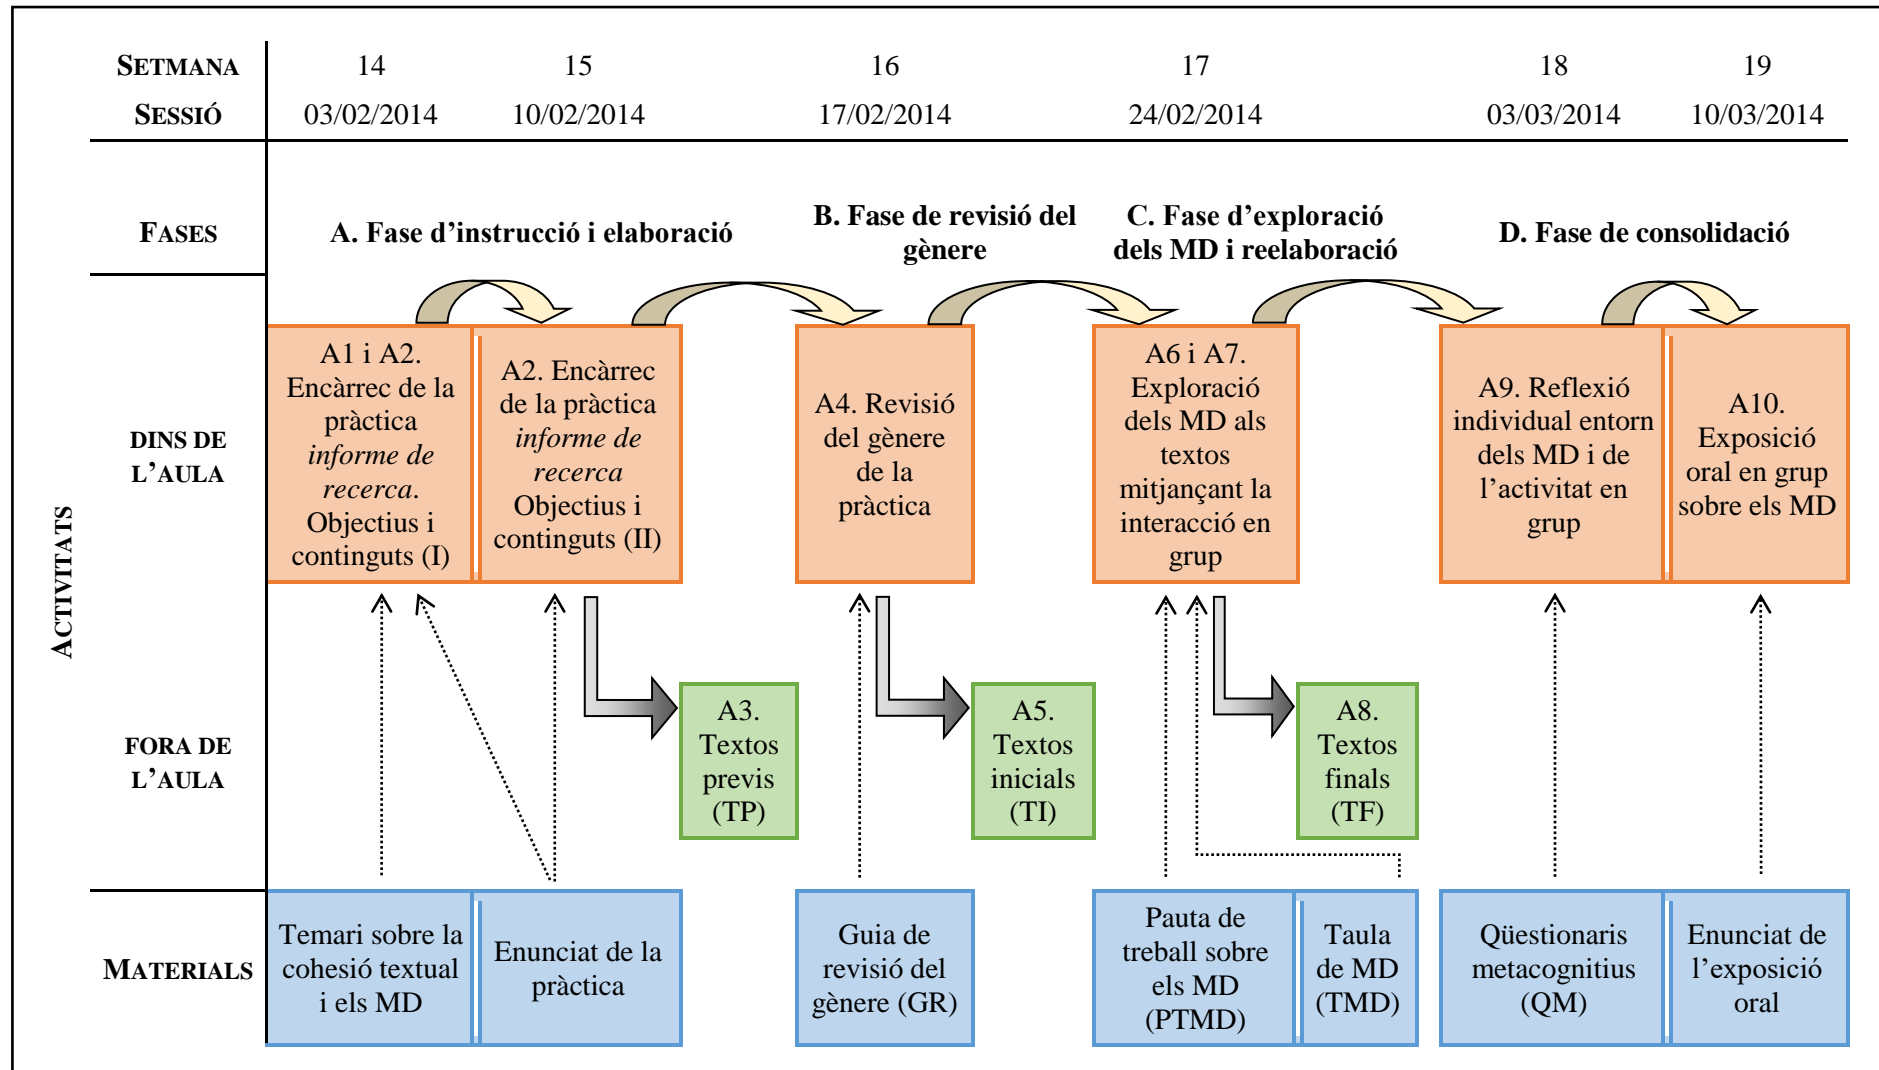 SETMANA 14 15 16 17 18 19
SESSIÓ 03/02/2014 10/02/2014 17/02/2014 24/02/2014 03/03/2014 10/03/2014
FASES
A. Fase d’instrucció i elaboració
B. Fase de revisió del
gènere
C. Fase d’exploració
dels MD i reelaboració
D. Fase de consolidació
ACTIVITATS
DINS DE
L’AULA
A1 i A2.
Encàrrec de la
pràctica
informe de
recerca.
Objectius i
continguts (I)
A2. Encàrrec
de la pràctica
informe de
recerca
Objectius i
continguts (II)
A4. Revisió
del gènere
de la
pràctica
A6 i A7.
Exploració
dels MD als
textos
mitjançant la
interacció en
grup
A9. Reflexió
individual entorn
dels MD i de
l’activitat en
grup
A10.
Exposició
oral en grup
sobre els MD
FORA DE
L’AULA
A3.
Textos
previs
(TP)
A5.
Textos
inicials
(TI)
A8.
Textos
finals
(TF)
MATERIALS
Temari sobre la
cohesió textual
i els MD
Enunciat de la
pràctica
Guia de
revisió del
gènere (GR)
Pauta de
treball sobre
els MD
(PTMD)
Taula
de MD
(TMD)
Qüestionaris
metacognitius
(QM)
Enunciat de
l’exposició
oral